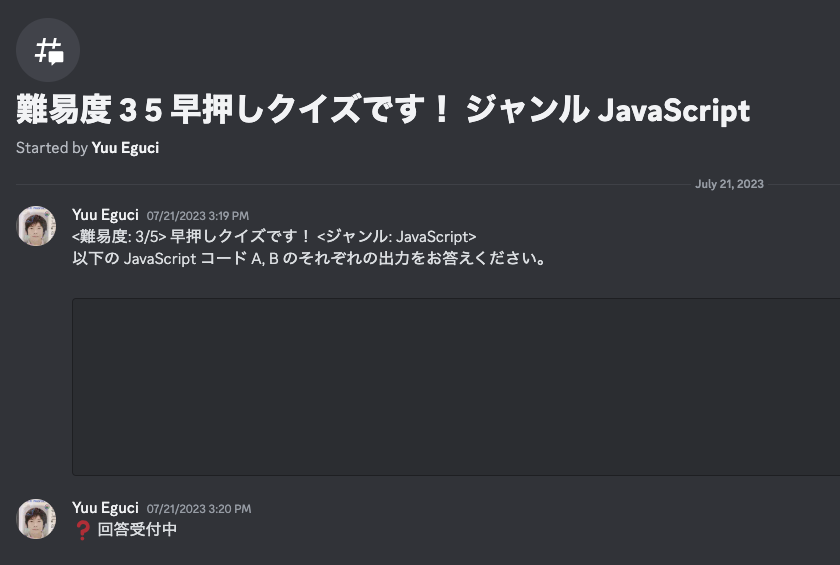 難易度 3 5 早押しクイズです！ ジャンル JavaScript
Started by Yuu Eguci
July 21, 2023
Yuu Eguci 07/21/2023 3:19 PM
<難易度: 3/5> 早押しクイズです！ <ジャンル: JavaScript>
以下の JavaScript コード A, B のそれぞれの出力をお答えください。
Yuu Eguci 07/21/2023 3:20 PM
❓ 回答受付中